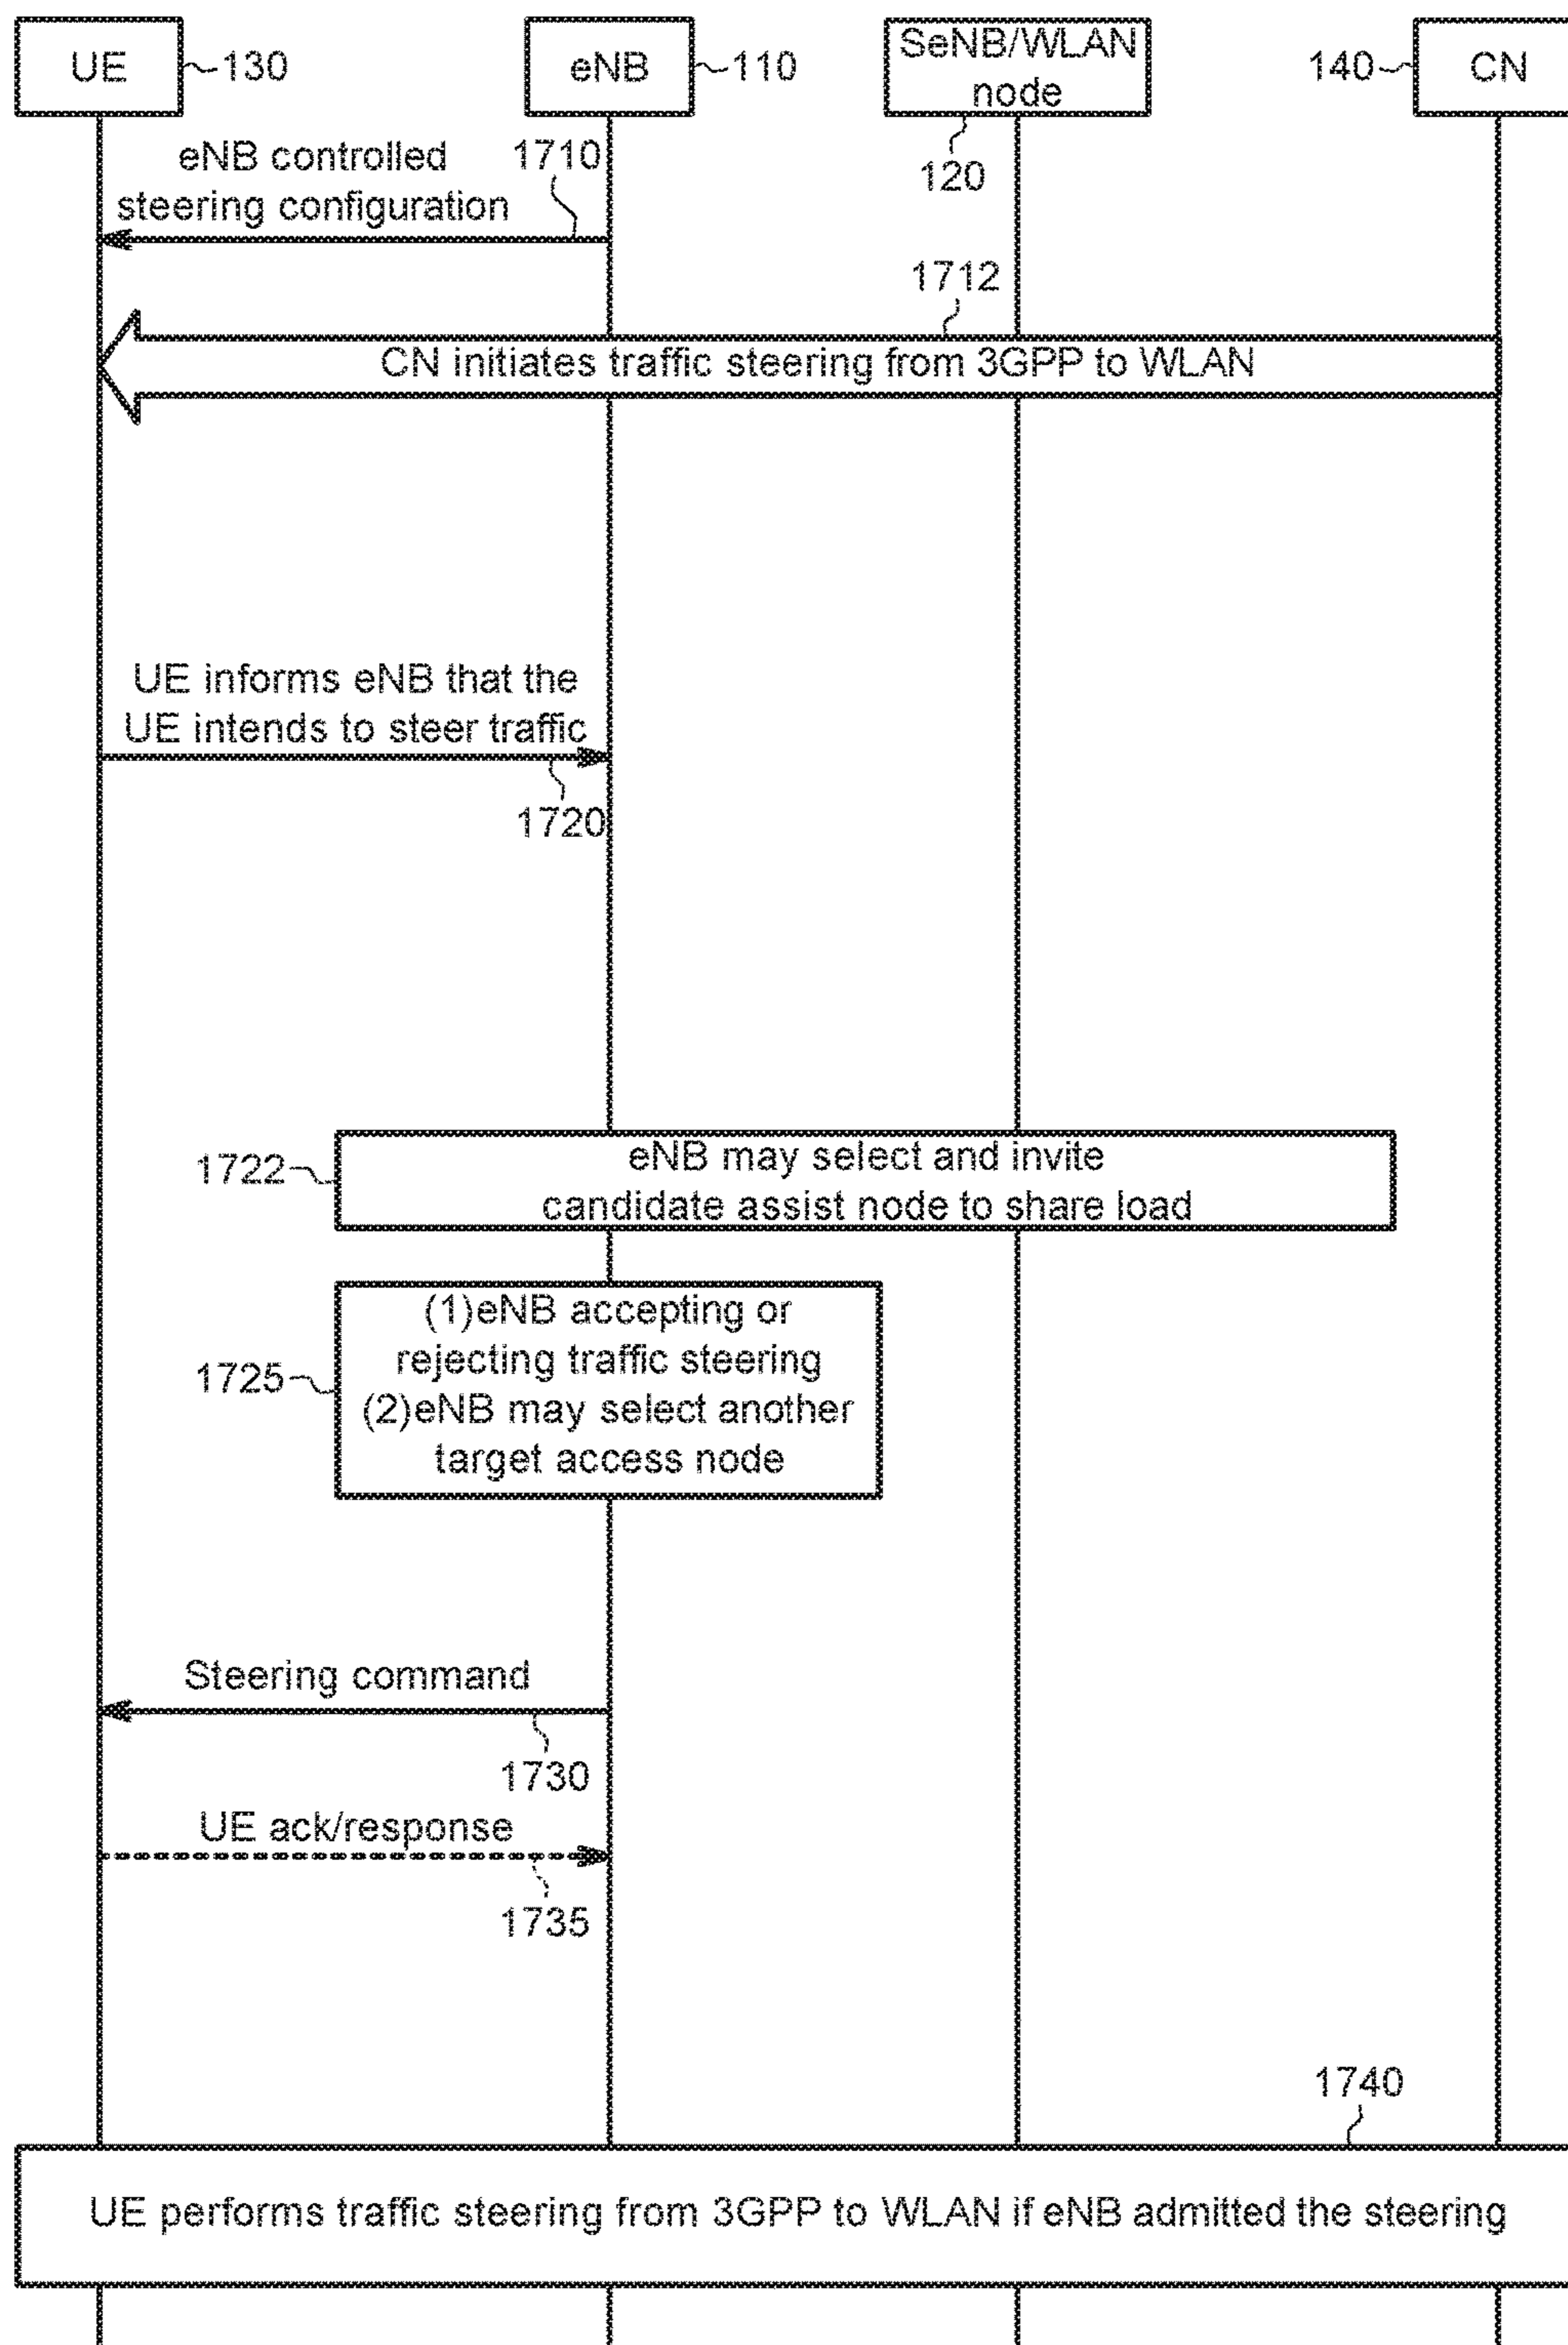 UE
130
eNB
110
SeNB/WLAN
node
120
140
CN
eNB controlled
steering configuration
1710
1712
CN initiates traffic steering from 3GPP to WLAN
UE informs eNB that the
UE intends to steer traffic
1720
1722
eNB may select and invite
candidate assist node to share load
1725
(1)eNB accepting or
rejecting traffic steering
(2)eNB may select another
target access node
Steering command
1730
UE ack/response
1735
1740
UE performs traffic steering from 3GPP to WLAN if eNB admitted the steering